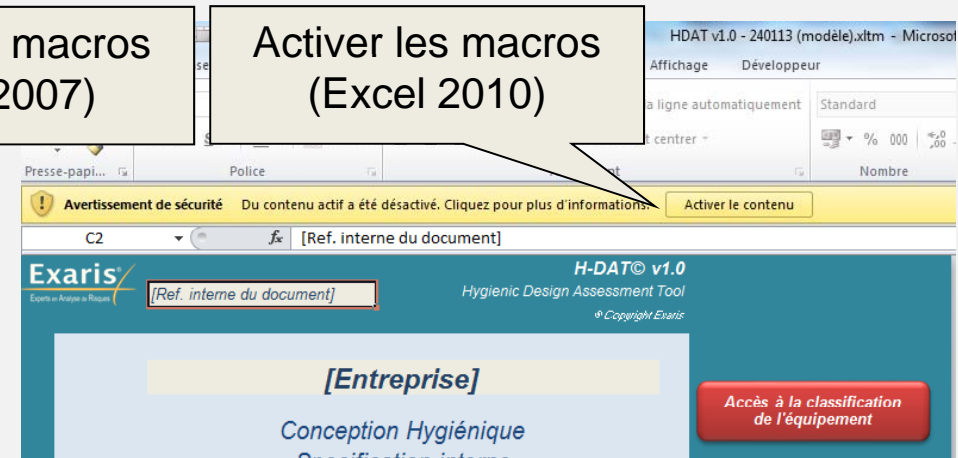 macros
2007)
Activer les macros
(Excel 2010)
HDAT v1.0 - 240113 (modèle).xltm - Microsof
Affichage Développeur
la ligne automatiquement Standard
t centrer
% 000
Presse-papi... Police Nombre
Avertissement de sécurité Du contenu actif a été désactivé. Cliquez pour plus d'informations. Activer le contenu
C2 fx [Ref. interne du document]
Exaris
Experts en Analyse de Risques
[Ref. interne du document]
H-DAT© v1.0
Hygienic Design Assessment Tool
© Copyright Exaris
[Entreprise]
Accès à la classification
de l'équipement
Conception Hygiénique
Spécification interne